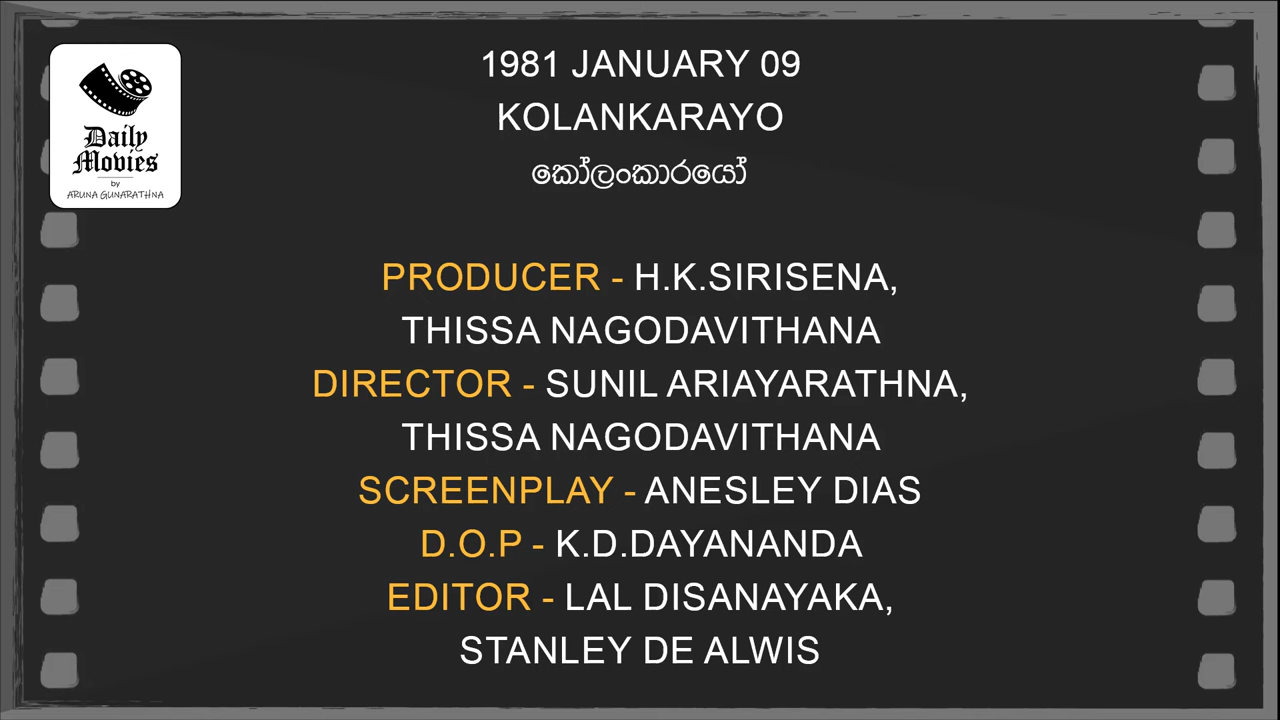 Daily
Movies
by
ARUNA GUNARATHNA
1981 JANUARY 09
KOLANKARAYO
කෝලංකාරයෝ
PRODUCER - H.K.SIRISENA,
THISSA NAGODAVITHANA
DIRECTOR - SUNIL ARIAYARATHNA,
THISSA NAGODAVITHANA
SCREENPLAY - ANESLEY DIAS
D.O.P - K.D.DAYANANDA
EDITOR - LAL DISANAYAKA,
STANLEY DE ALWIS